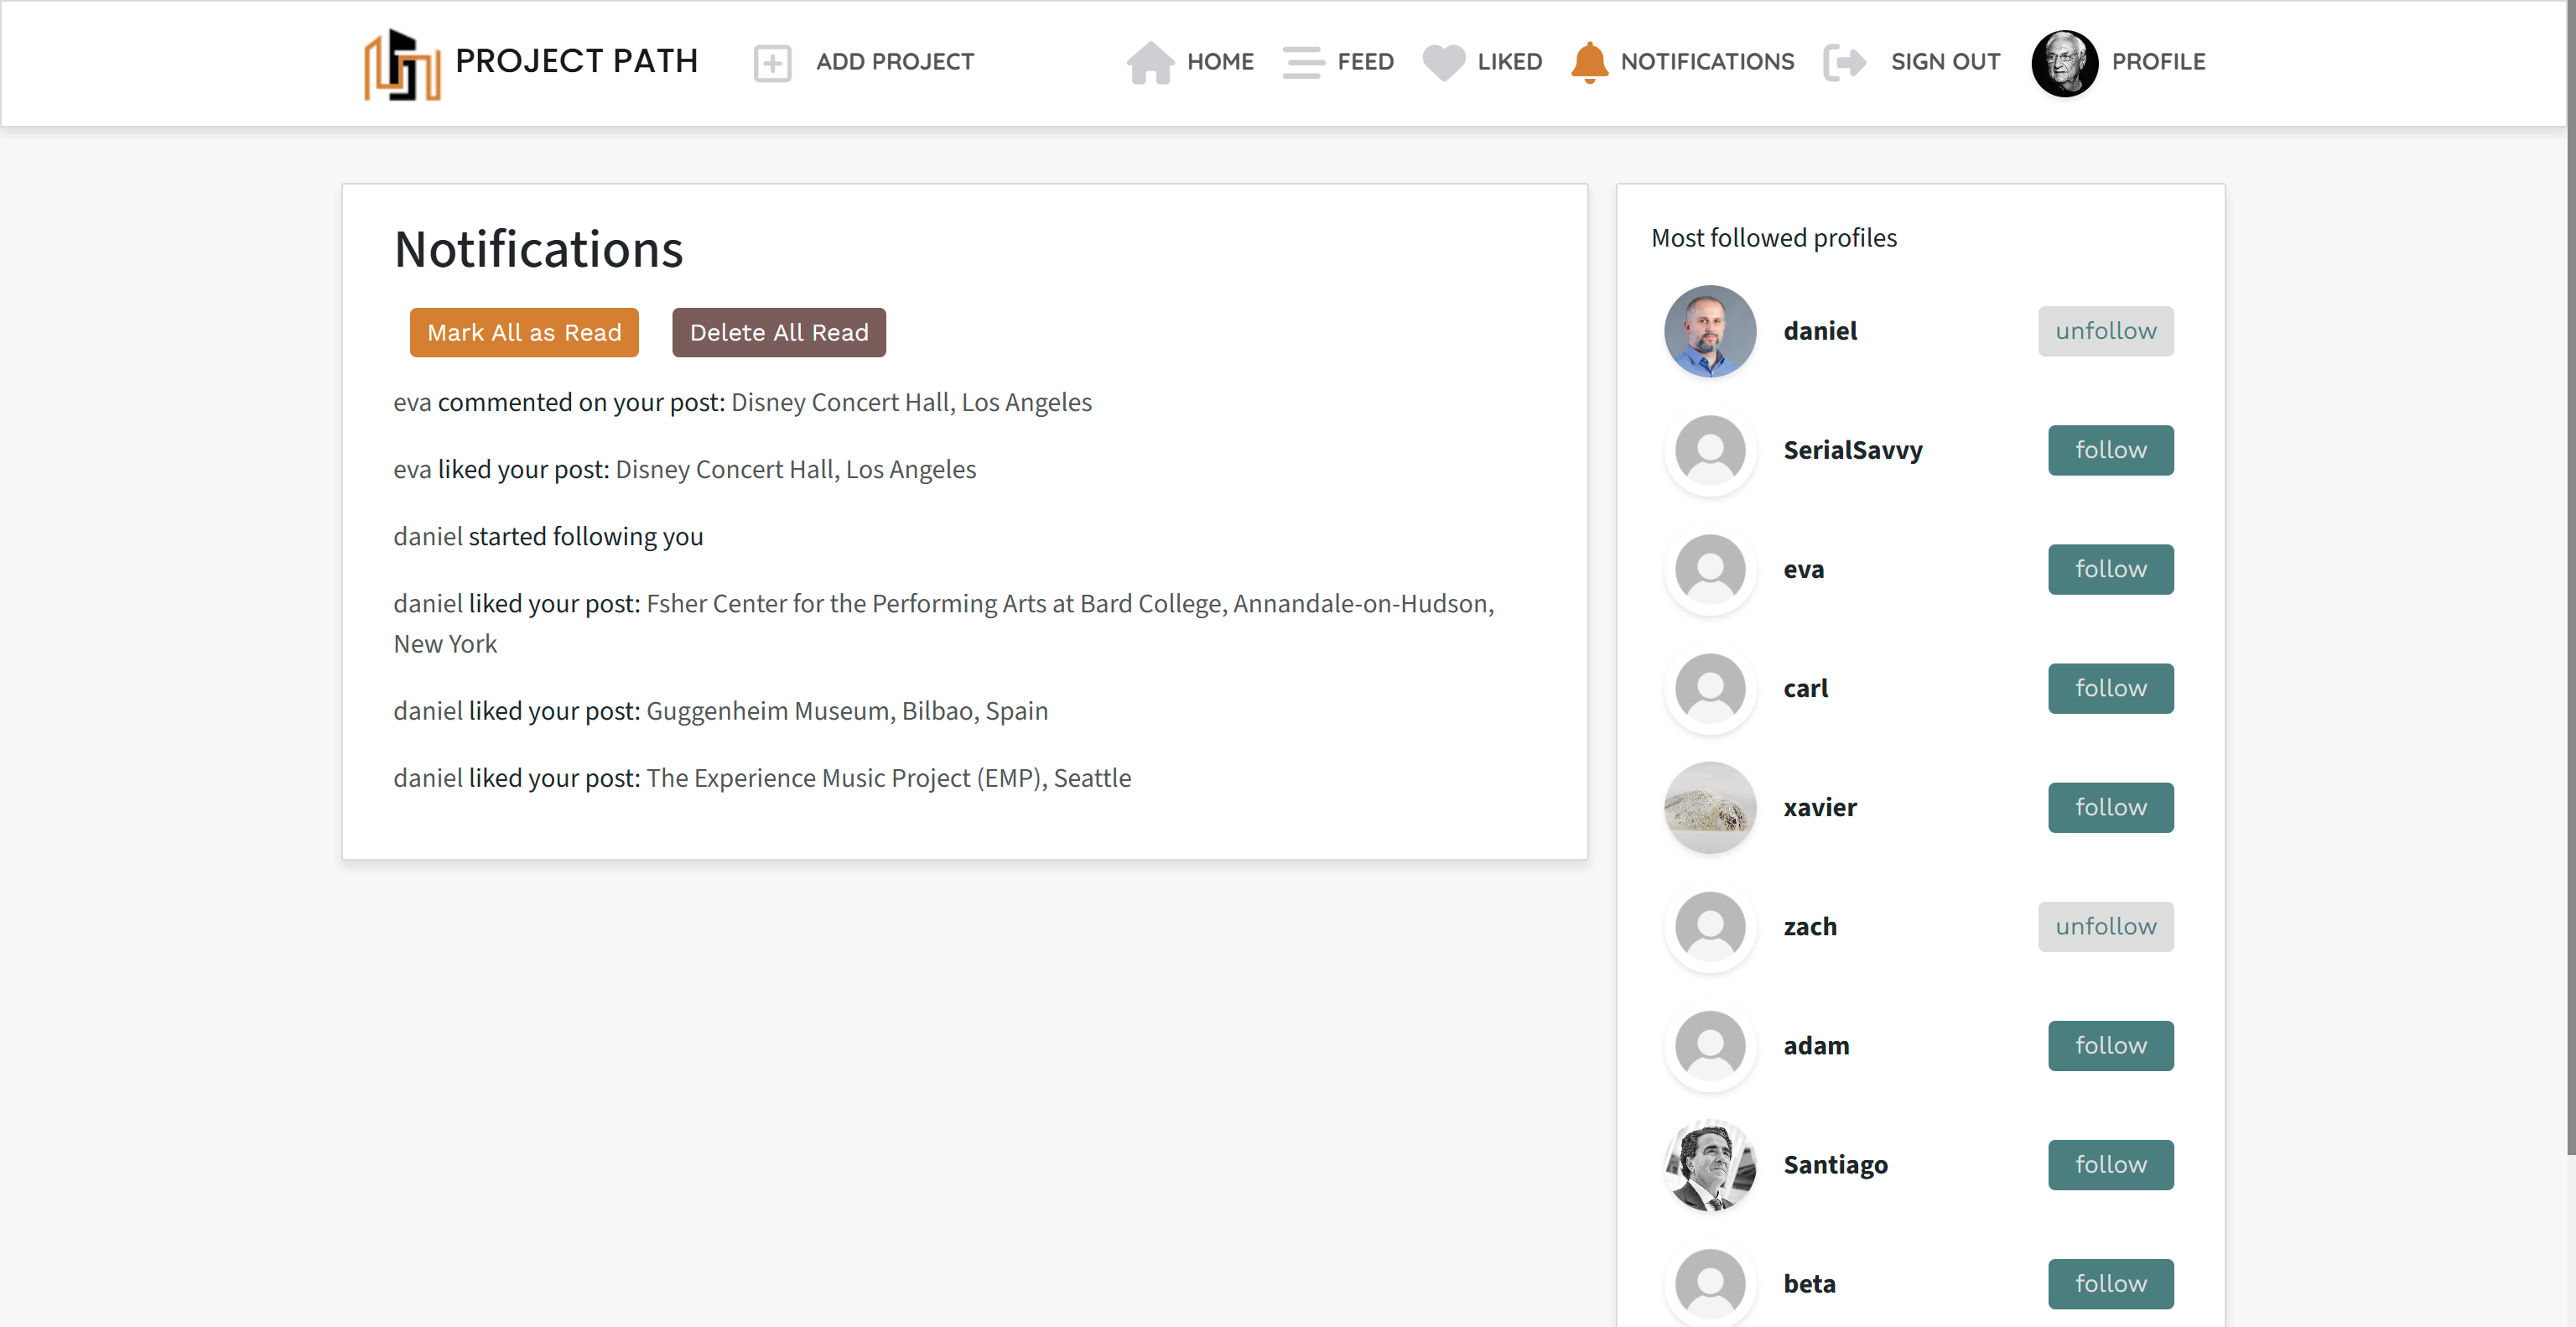 PROJECT PATH
ADD PROJECT
HOME
FEED
LIKED
NOTIFICATIONS
SIGN OUT
PROFILE
Notifications
Mark All as Read
Delete All Read
eva commented on your post: Disney Concert Hall, Los Angeles
eva liked your post: Disney Concert Hall, Los Angeles
daniel started following you
daniel liked your post: Fsher Center for the Performing Arts at Bard College, Annandale-on-Hudson,
New York
daniel liked your post: Guggenheim Museum, Bilbao, Spain
daniel liked your post: The Experience Music Project (EMP), Seattle
Most followed profiles
daniel
unfollow
SerialSavvy
follow
eva
follow
carl
follow
xavier
follow
zach
unfollow
adam
follow
Santiago
follow
beta
follow